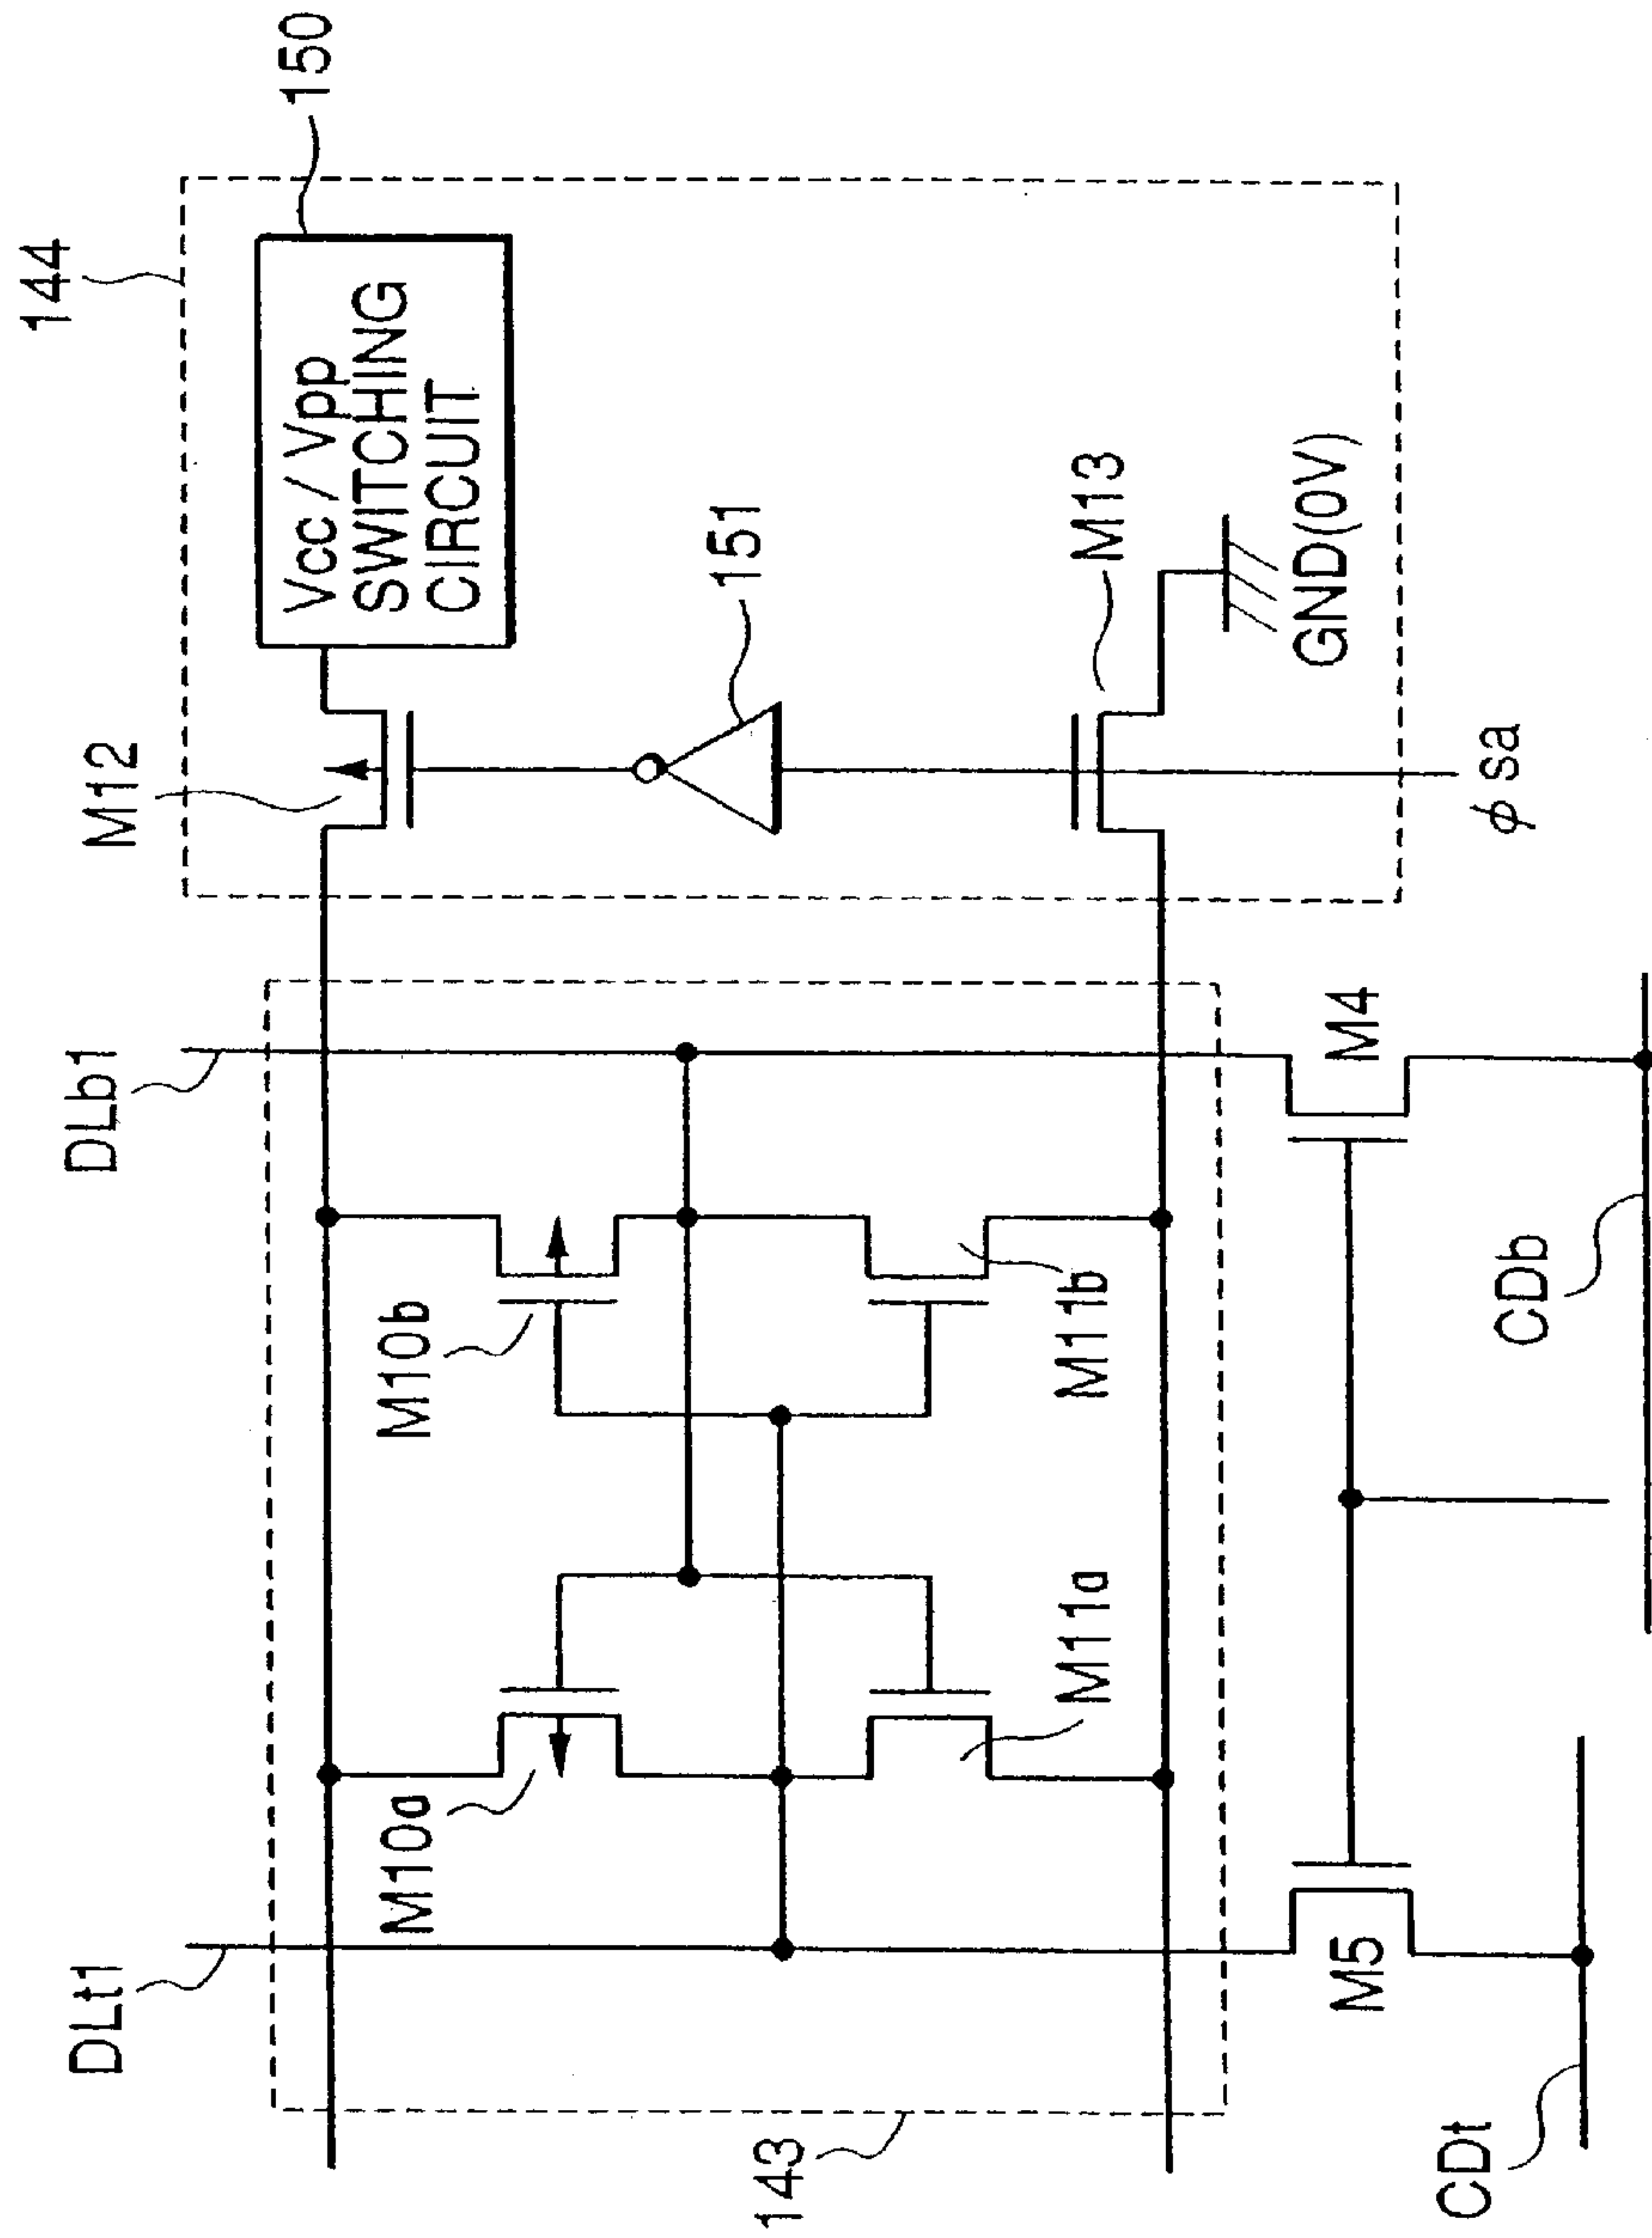 144
150
Vcc / Vpp
SWITCHING
CIRCUIT
M12
151
M13
GND(0V)
φ sa
DLt1
DLb1
M10a
M10b
M11a
M11b
143
M5
M4
CDt
CDb